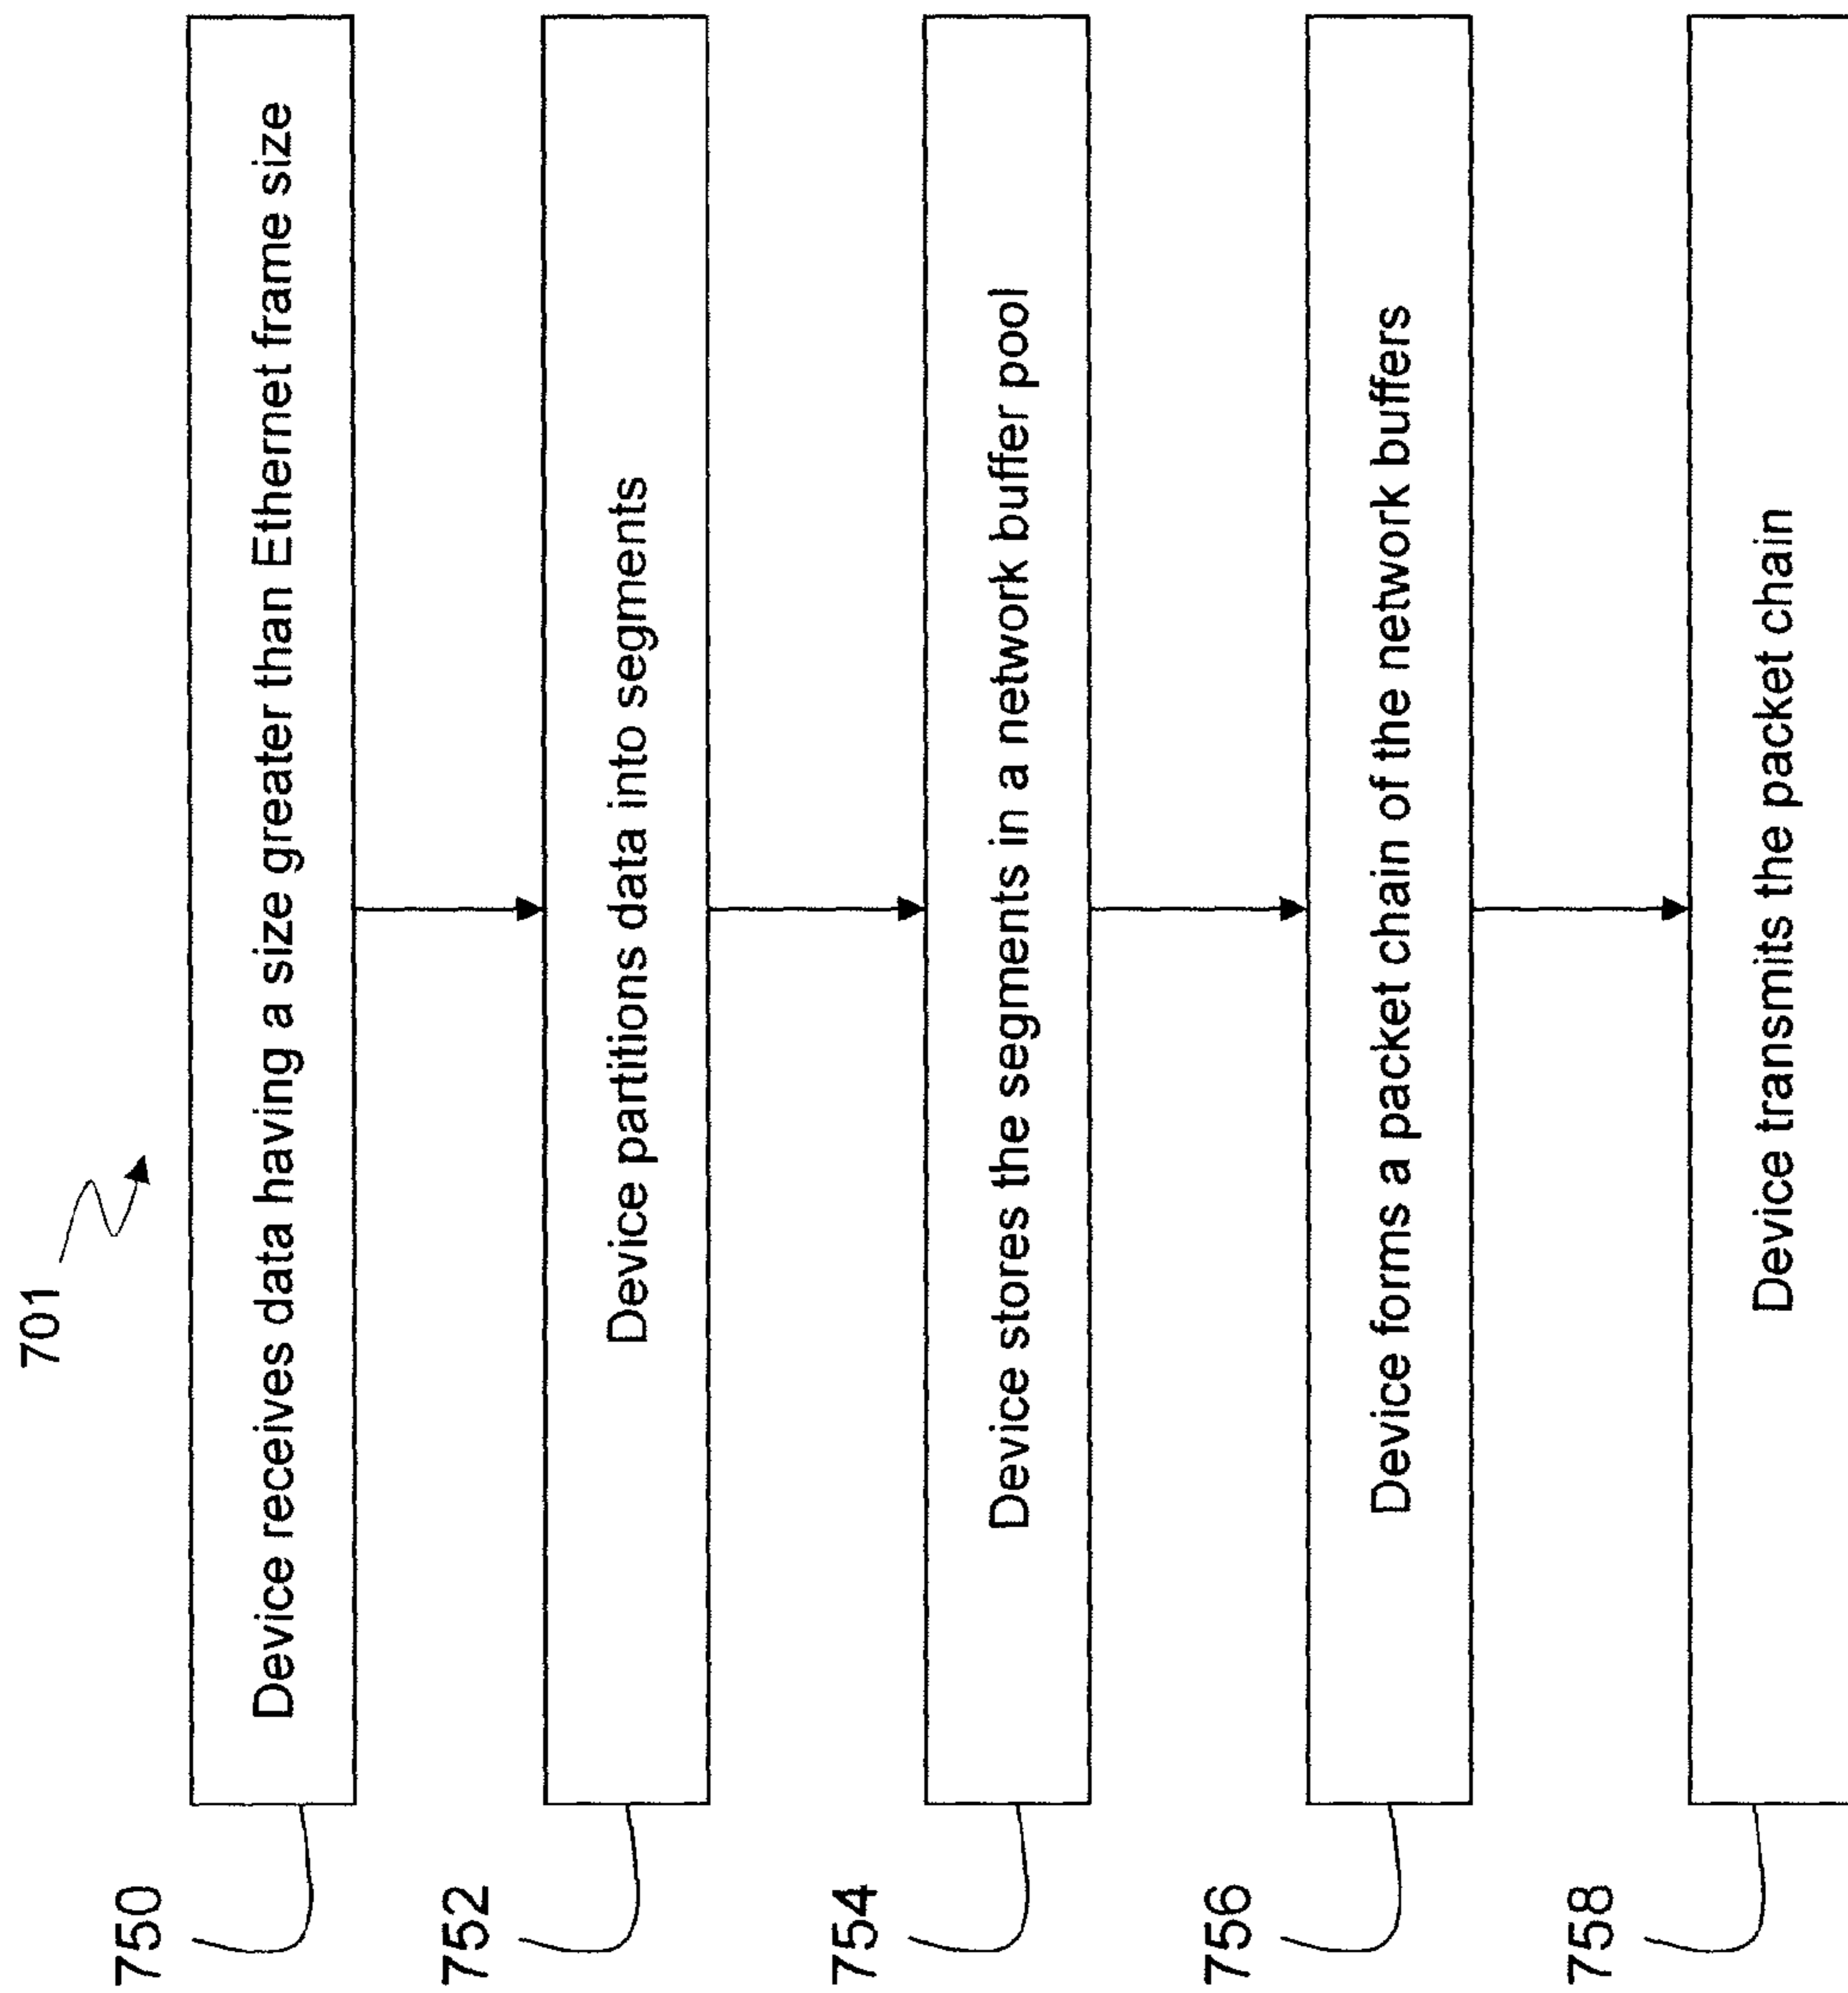 701
750
Device receives data having a size greater than Ethernet frame size
752
Device partitions data into segments
754
Device stores the segments in a network buffer pool
756
Device forms a packet chain of the network buffers
758
Device transmits the packet chain